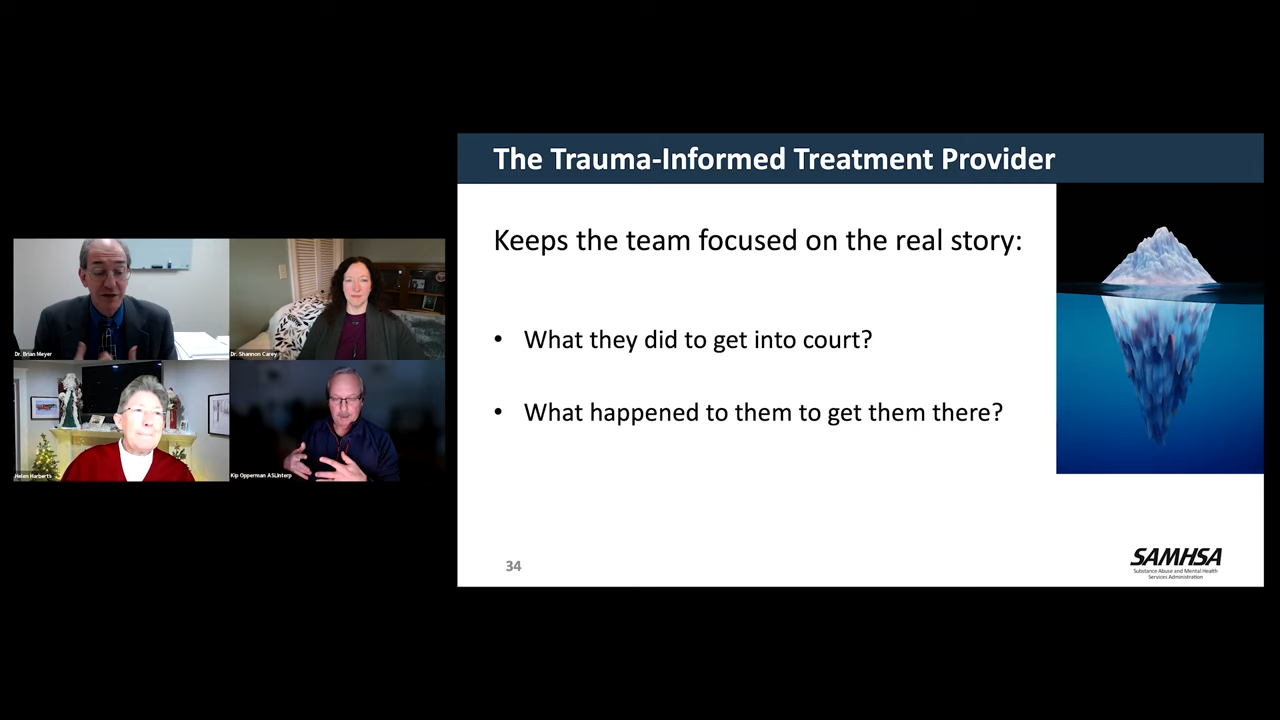 The Trauma-Informed Treatment Provider
Keeps the team focused on the real story:
• What they did to get into court?
• What happened to them to get them there?
34
SAMHSA
Substance Abuse and Mental Health
Services Administration
Dr. Brian Meyer
Dr. Shannon Carey
Helen Harberts
Kip Opperman ASLInterp